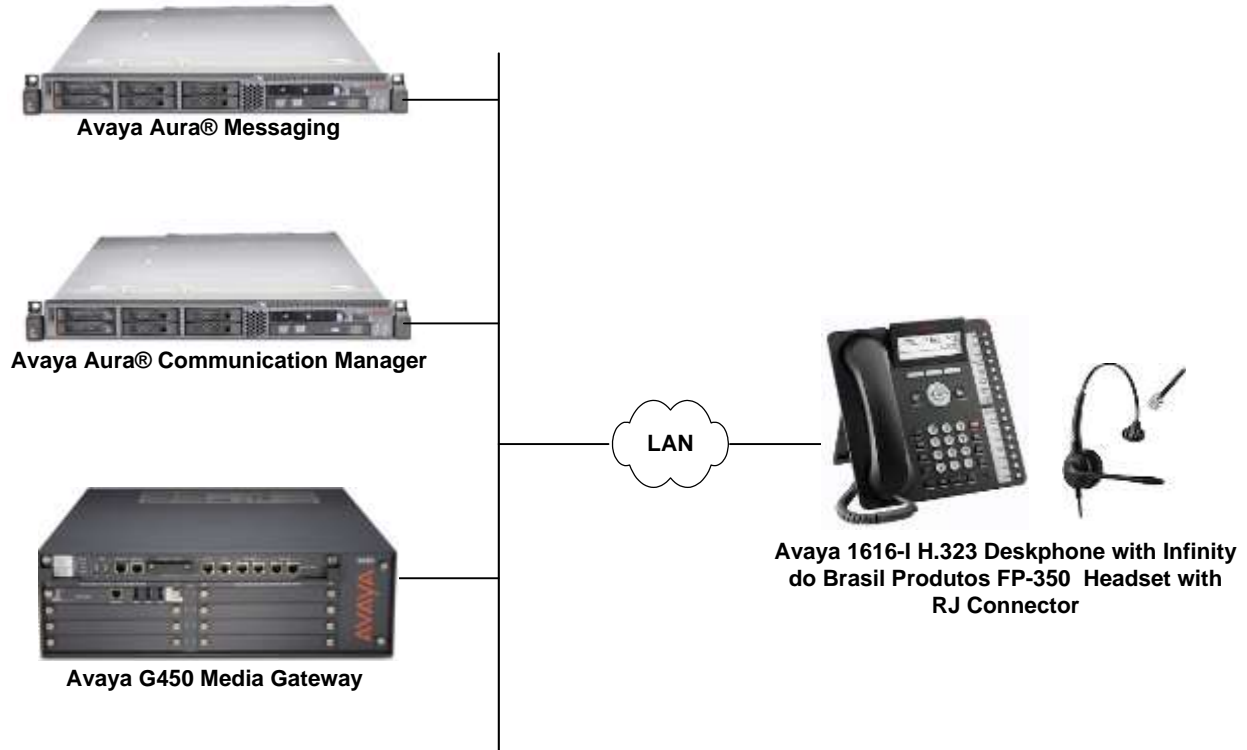 Avaya Aura® Messaging
Avaya Aura® Communication Manager
LAN
AVAYA
Avaya G450 Media Gateway
Avaya 1616-I H.323 Deskphone with Infinity
do Brasil Produtos FP-350 Headset with
RJ Connector